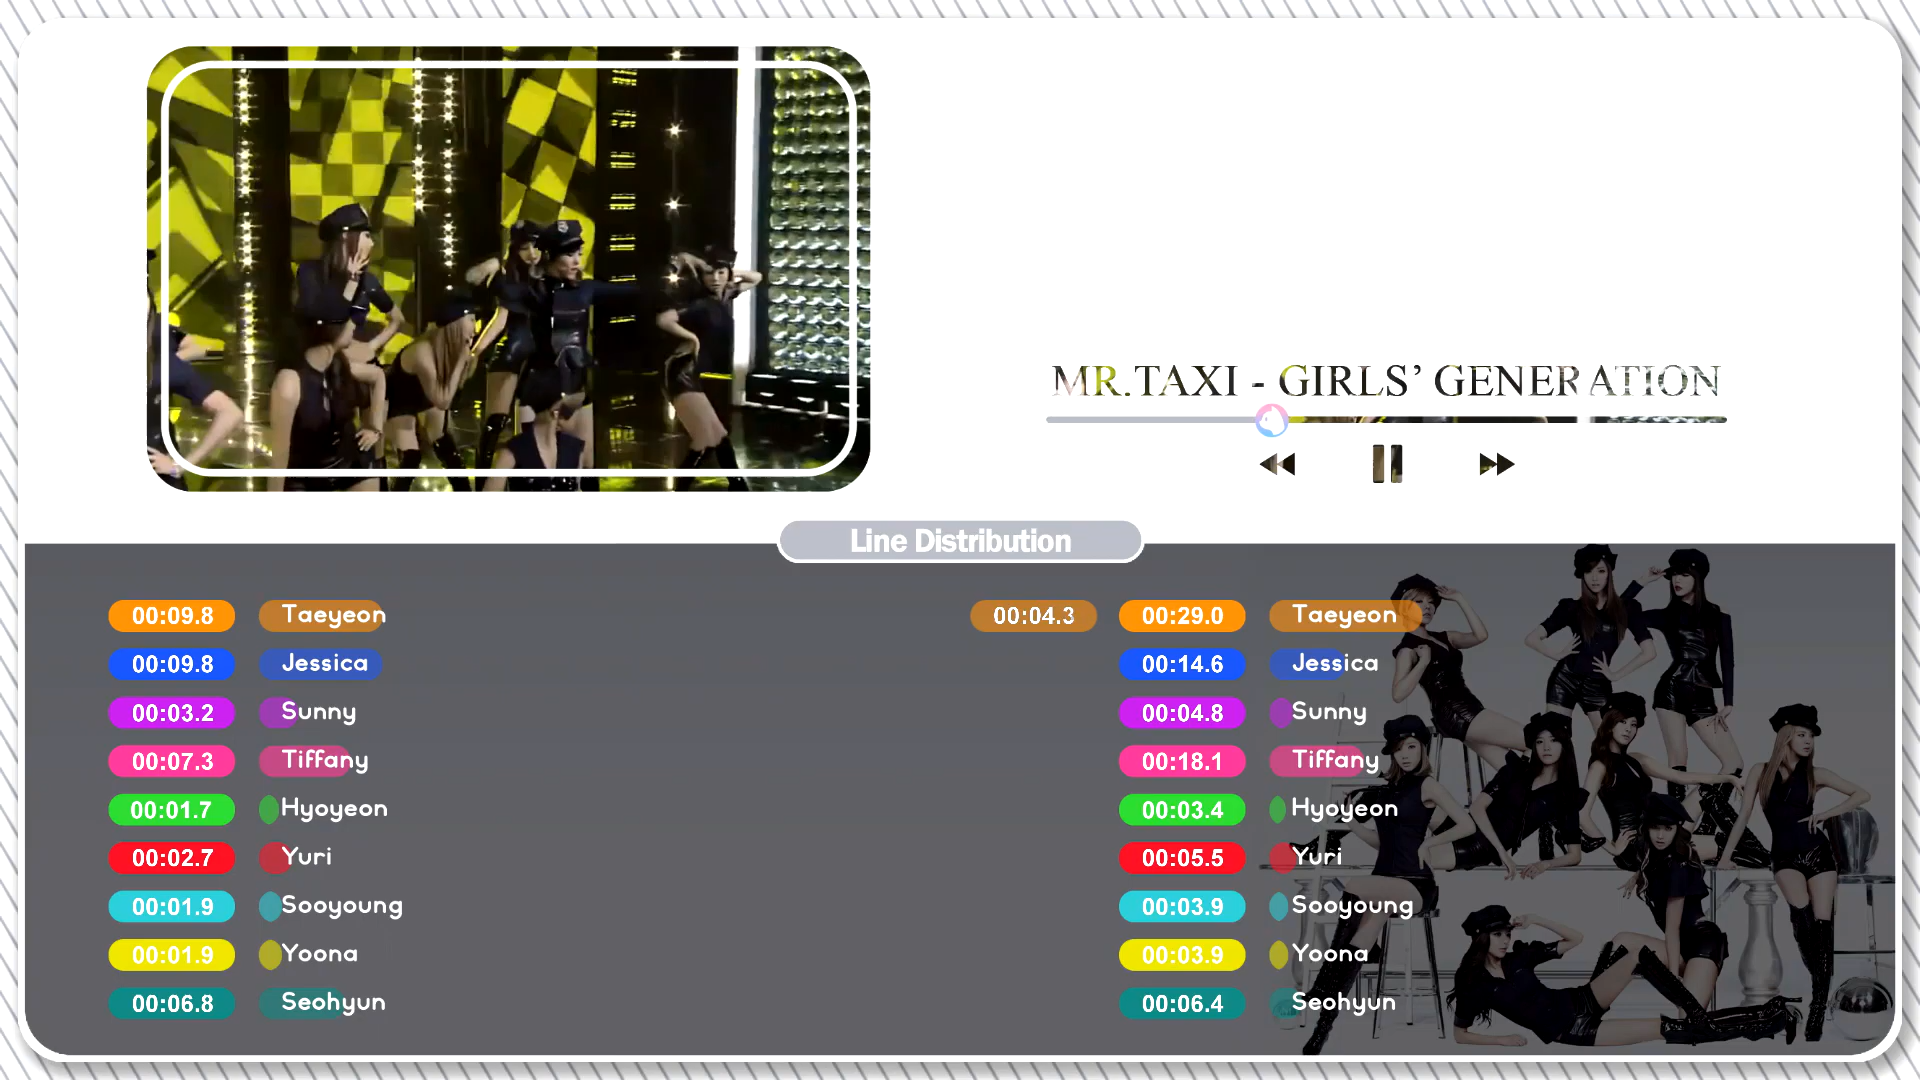 MR.TAXI - GIRLS’ GENERATION
Line Distribution
00:09.8 Taeyeon
00:09.8 Jessica
00:03.2 Sunny
00:07.3 Tiffany
00:01.7 Hyoyeon
00:02.7 Yuri
00:01.9 Sooyoung
00:01.9 Yoona
00:06.8 Seohyun
00:04.3 00:29.0 Taeyeon
00:14.6 Jessica
00:04.8 Sunny
00:18.1 Tiffany
00:03.4 Hyoyeon
00:05.5 Yuri
00:03.9 Sooyoung
00:03.9 Yoona
00:06.4 Seohyun